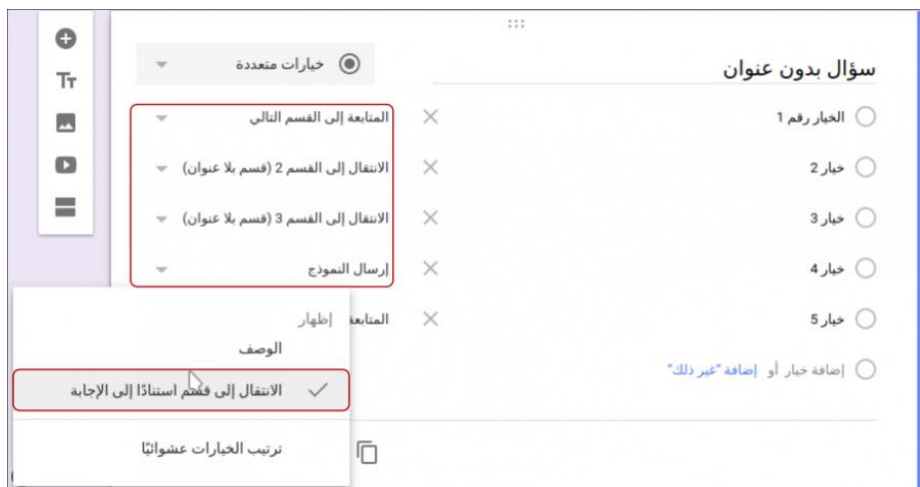 خيارات متعددة
سؤال بدون عنوان
الخيار رقم 1
المتابعة إلى القسم التالي
خيار 2
الانتقال إلى القسم 2 (قسم بلا عنوان)
خيار 3
الانتقال إلى القسم 3 (قسم بلا عنوان)
خيار 4
إرسال النموذج
خيار 5
المتابعة
إضافة خيار أو إضافة "غير ذلك"
إظهار
الوصف
الانتقال إلى قسم استنادًا إلى الإجابة
ترتيب الخيارات عشوائيًا